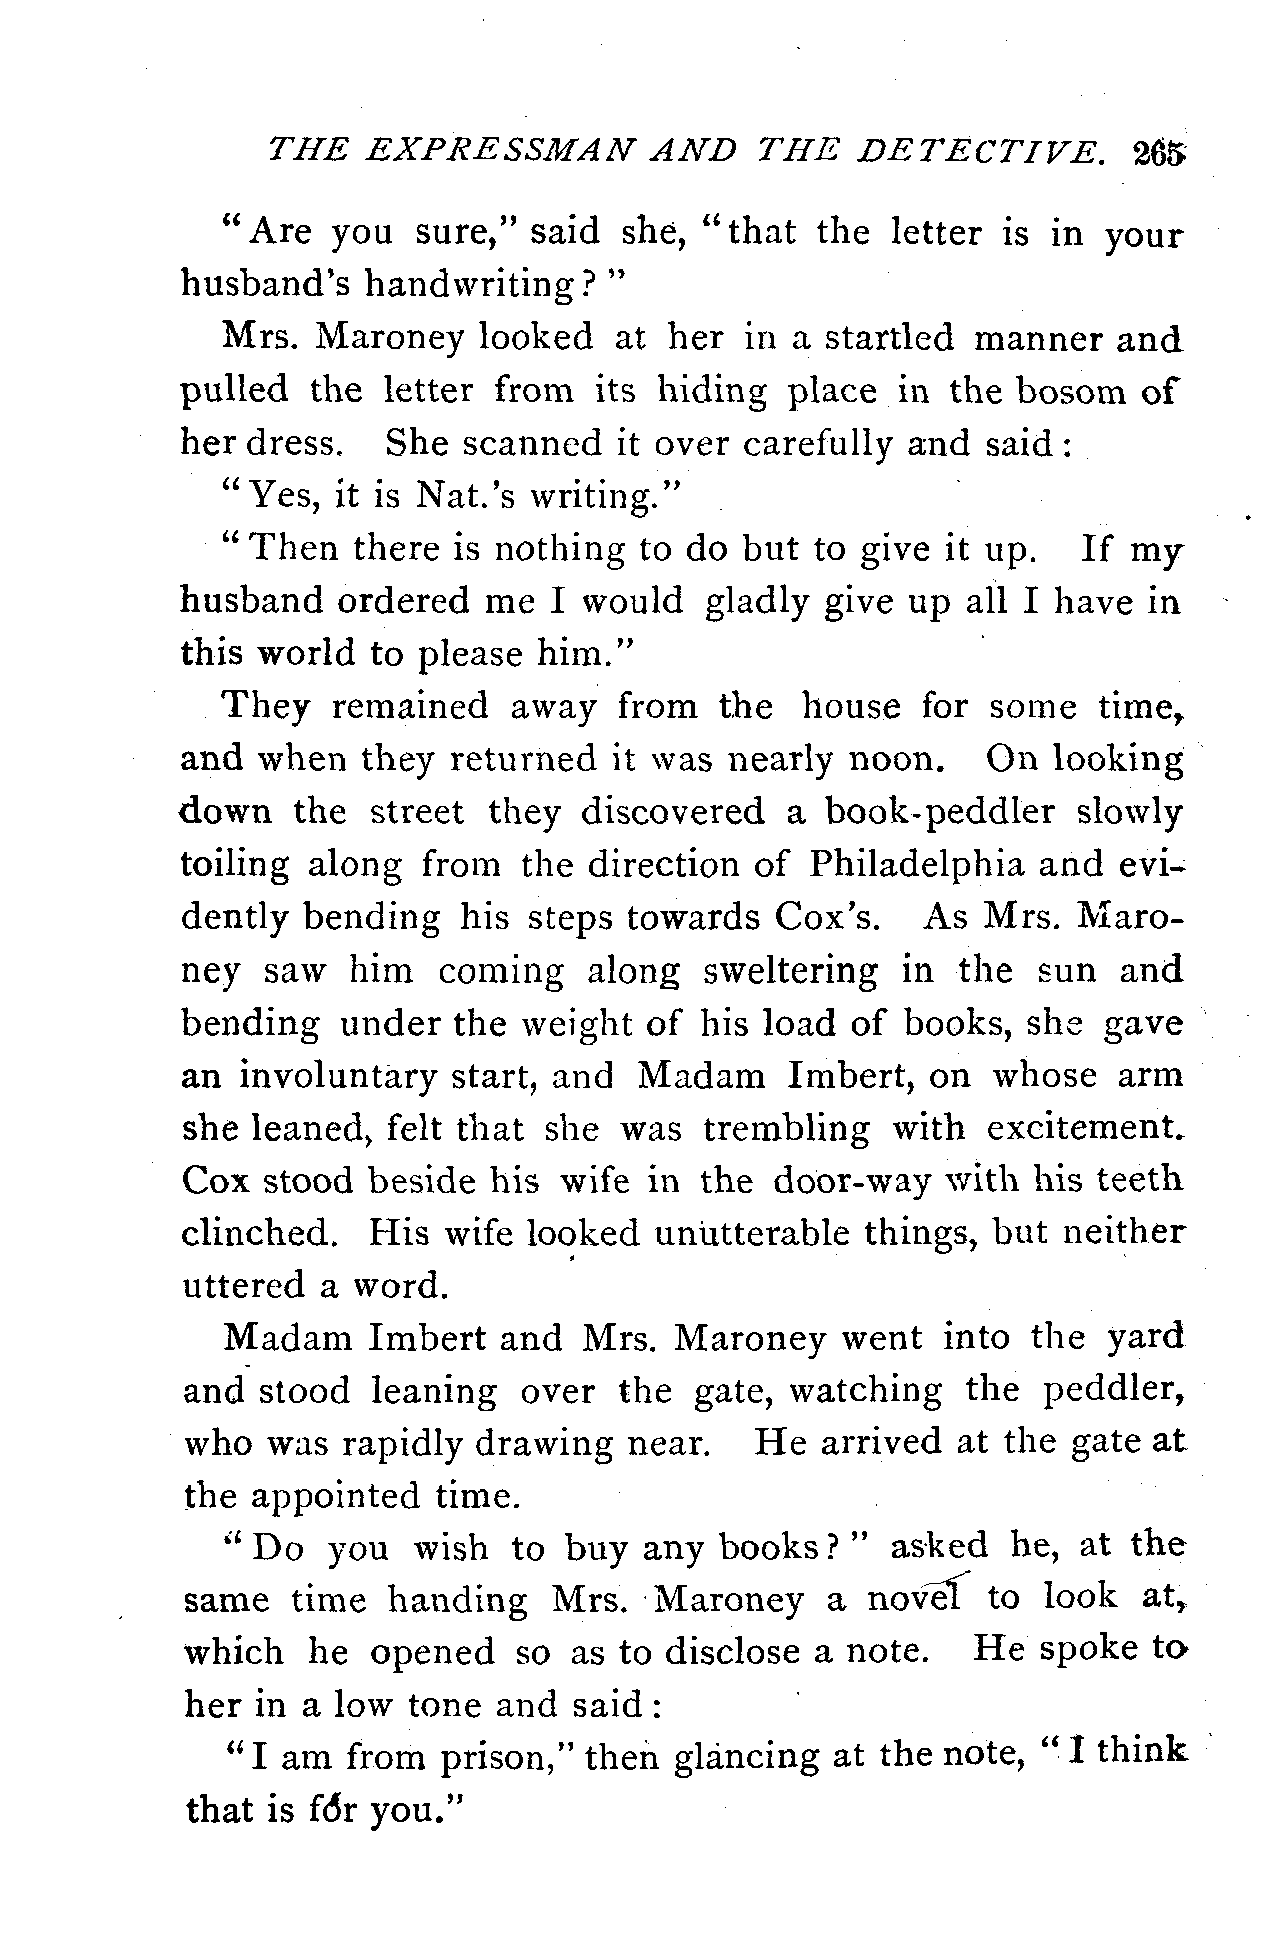 THE EXPRESSMAN AND THE DETECTIVE. 265
"Are you sure," said she, "that the letter is in your
husband's handwriting?"
Mrs. Maroney looked at her in a startled manner and
pulled the letter from its hiding place in the bosom of
her dress. She scanned it over carefully and said:
"Yes, it is Nat.'s writing."
"Then there is nothing to do but to give it up. If my
husband ordered me I would gladly give up all I have in
this world to please him."
They remained away from the house for some time,
and when they returned it was nearly noon. On looking
down the street they discovered a book-peddler slowly
toiling along from the direction of Philadelphia and evi-
dently bending his steps towards Cox's. As Mrs. Maro-
ney saw him coming along sweltering in the sun and
bending under the weight of his load of books, she gave
an involuntary start, and Madam Imbert, on whose arm
she leaned, felt that she was trembling with excitement.
Cox stood beside his wife in the door-way with his teeth
clinched. His wife looked unutterable things, but neither
uttered a word.
Madam Imbert and Mrs. Maroney went into the yard
and stood leaning over the gate, watching the peddler,
who was rapidly drawing near. He arrived at the gate at
the appointed time.
"Do you wish to buy any books?" asked he, at the
same time handing Mrs. Maroney a novel to look at,
which he opened so as to disclose a note. He spoke to
her in a low tone and said:
"I am from prison," then glancing at the note, "I think
that is for you."